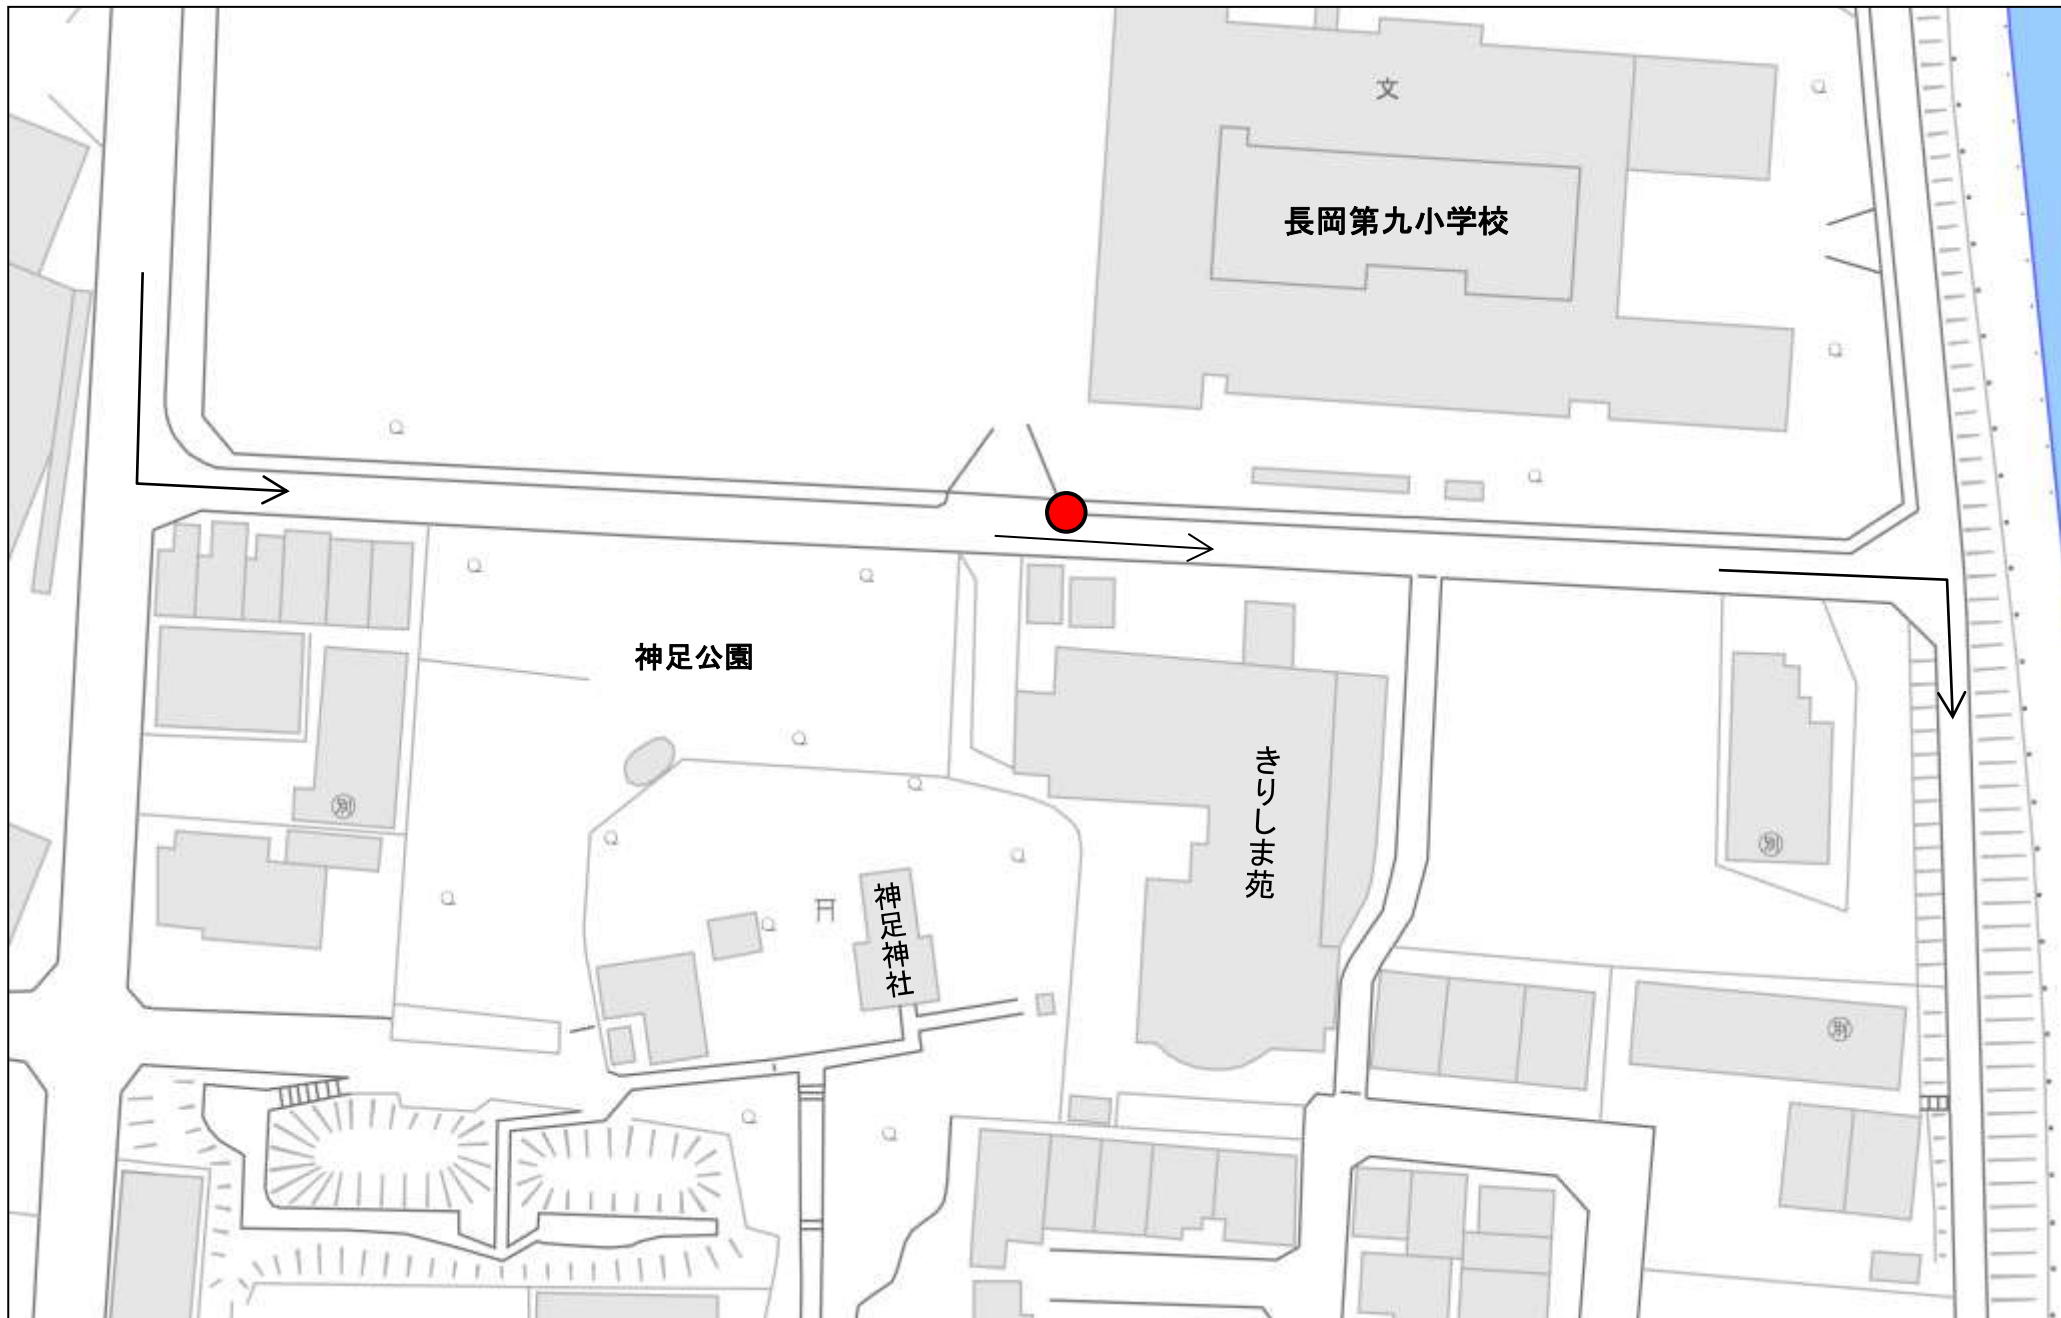 文
長岡第九小学校
神足公園
きりしま苑
神足神社